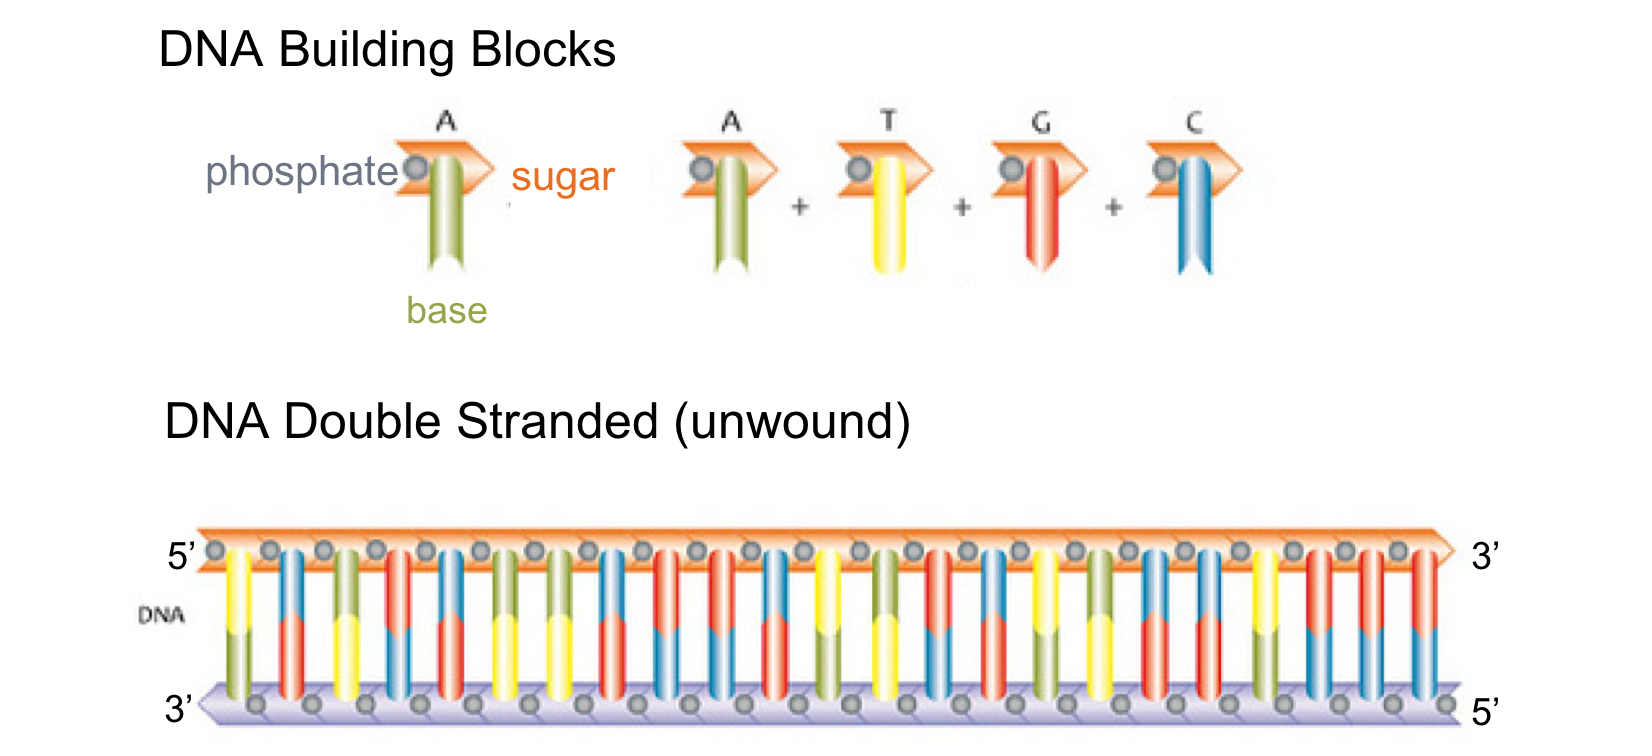 DNA Building Blocks
A A T G C
phosphate sugar
+ + +
base
DNA Double Stranded (unwound)
5’ 3’
DNA
3’ 5’